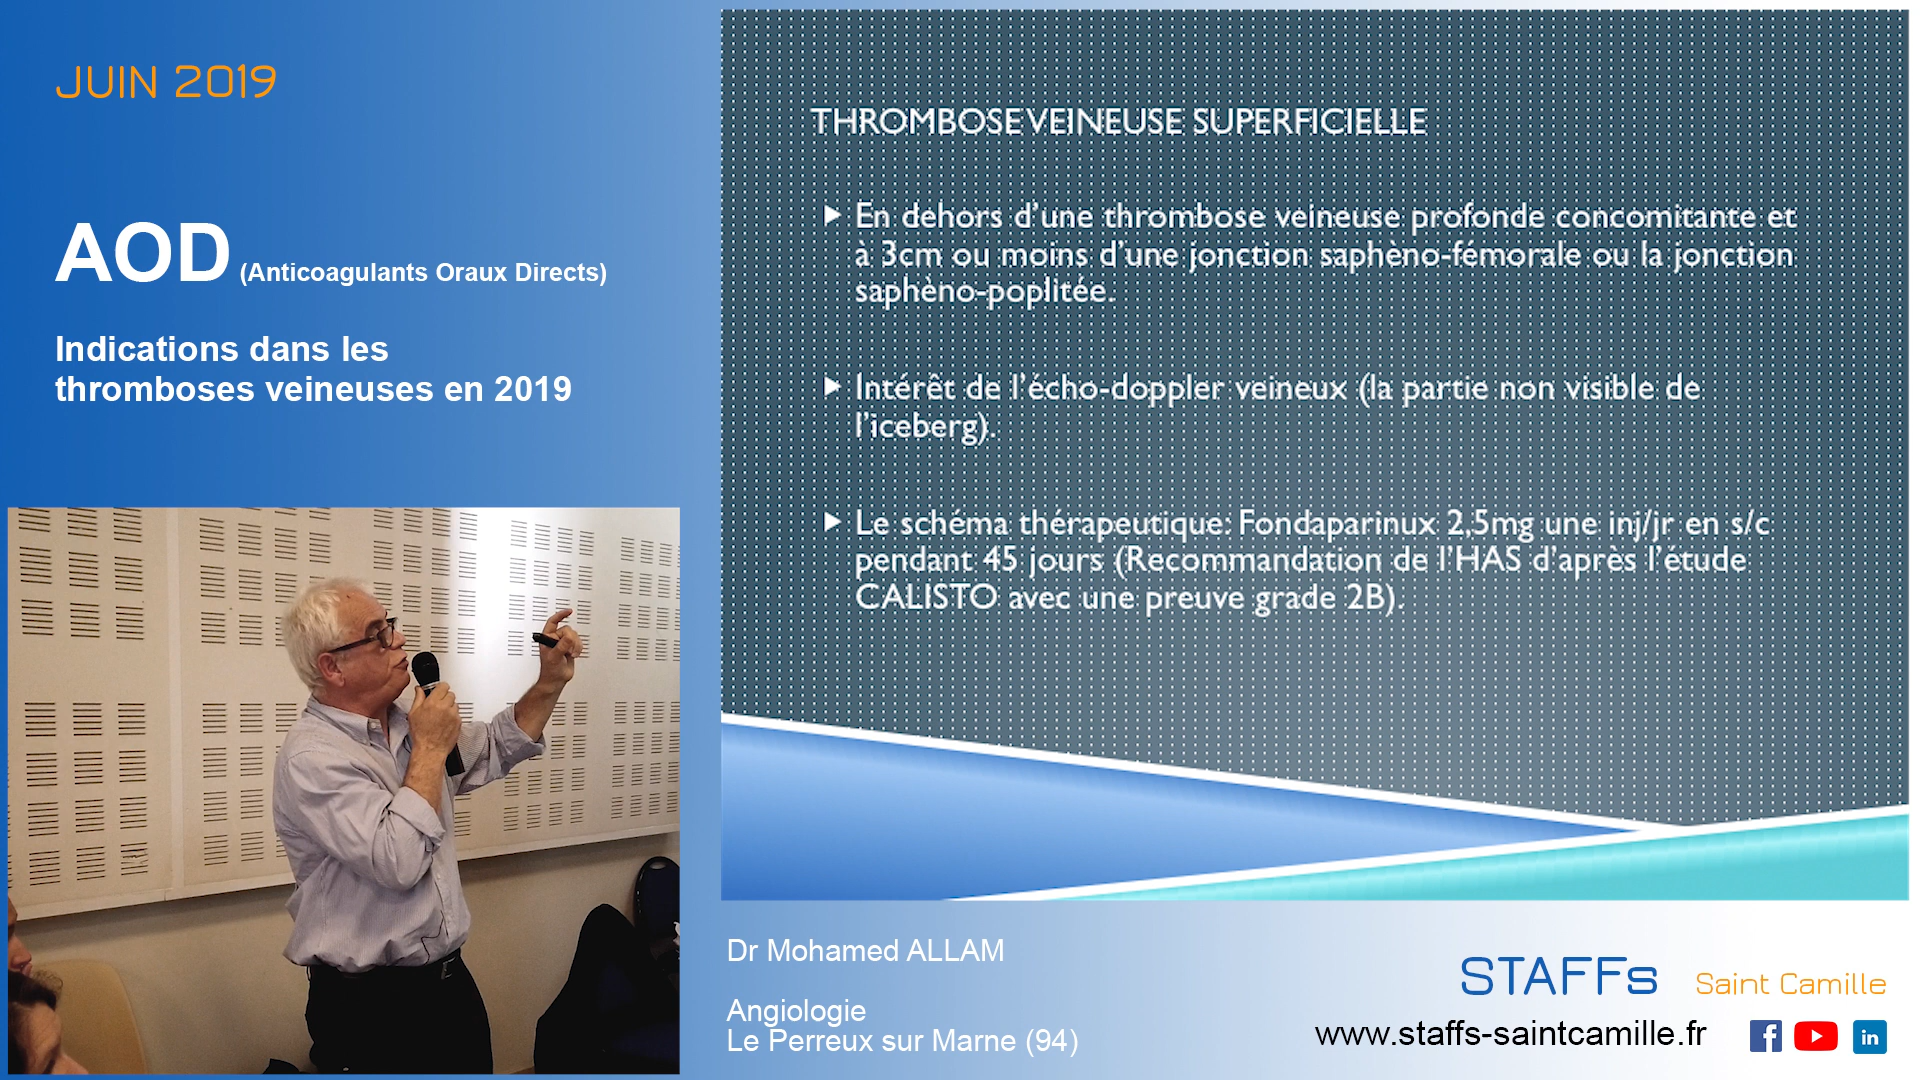 JUIN 2019
AOD (Anticoagulants Oraux Directs)
Indications dans les
thromboses veineuses en 2019
THROMBOSE VEINEUSE SUPERFICIELLE
En dehors d'une thrombose veineuse profonde concomitante et
à 3cm ou moins d'une jonction saphèno-fémorale ou la jonction
saphèno-poplitée.
Intérêt de l'écho-doppler veineux (la partie non visible de
l'iceberg).
Le schéma thérapeutique: Fondaparinux 2,5mg une inj/jr en s/c
pendant 45 jours (Recommandation de l'HAS d'après l'étude
CALISTO avec une preuve grade 2B).
Dr Mohamed ALLAM
Angiologie
Le Perreux sur Marne (94)
STAFFs Saint Camille
www.staffs-saintcamille.fr